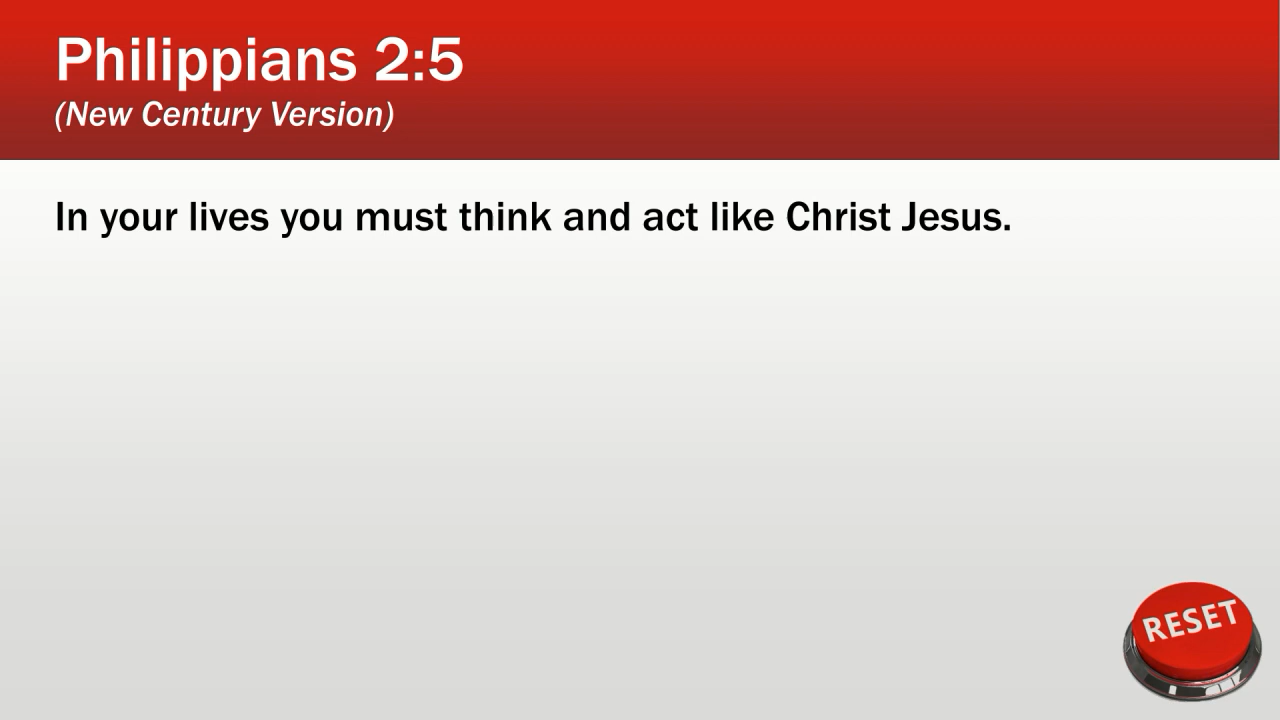 Philippians 2:5
(New Century Version)
In your lives you must think and act like Christ Jesus.
RESET